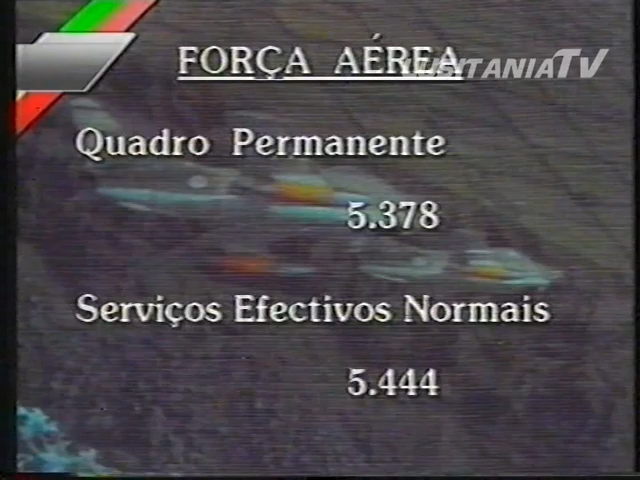 FORÇA AÉREA
LUSITANIATV
Quadro Permanente
5.378
Serviços Efectivos Normais
5.444